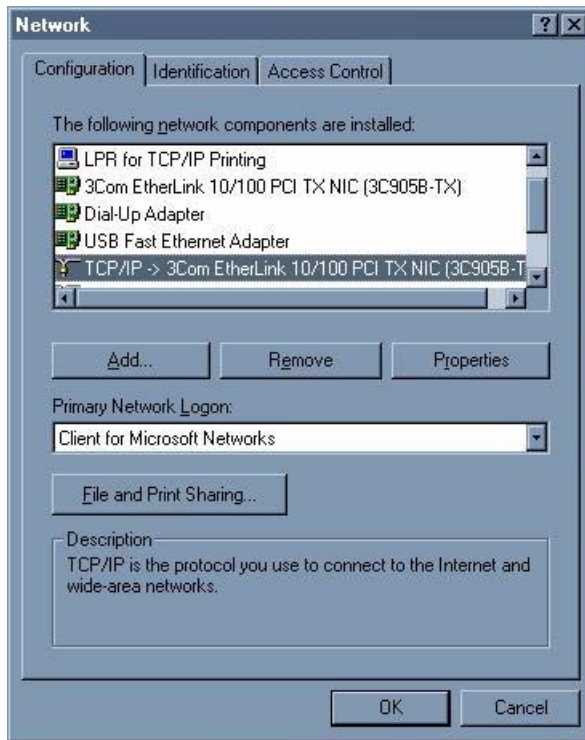 Network
Configuration Identification Access Control
The following network components are installed:
LPR for TCP/IP Printing
3Com EtherLink 10/100 PCI TX NIC (3C905B-TX)
Dial-Up Adapter
USB Fast Ethernet Adapter
TCP/IP -> 3Com EtherLink 10/100 PCI TX NIC (3C905B-T
Add... Remove Properties
Primary Network Logon:
Client for Microsoft Networks
File and Print Sharing...
Description
TCP/IP is the protocol you use to connect to the Internet and
wide-area networks.
OK Cancel